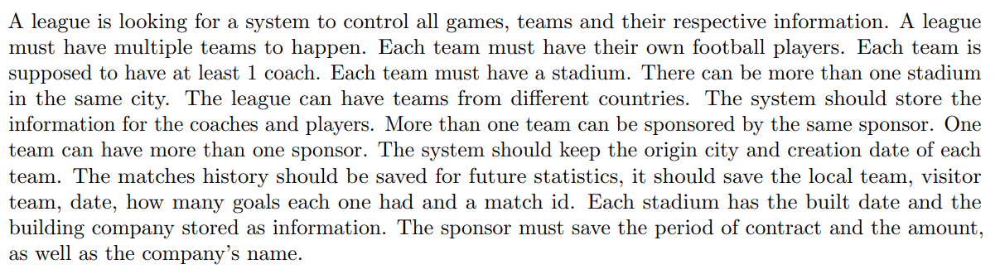 A league is looking for a system to control all games, teams and their respective information. A league
must have multiple teams to happen. Each team must have their own football players. Each team is
supposed to have at least 1 coach. Each team must have a stadium. There can be more than one stadium
in the same city. The league can have teams from different countries. The system should store the
information for the coaches and players. More than one team can be sponsored by the same sponsor. One
team can have more than one sponsor. The system should keep the origin city and creation date of each
team. The matches history should be saved for future statistics, it should save the local team, visitor
team, date, how many goals each one had and a match id. Each stadium has the built date and the
building company stored as information. The sponsor must save the period of contract and the amount,
as well as the company's name.